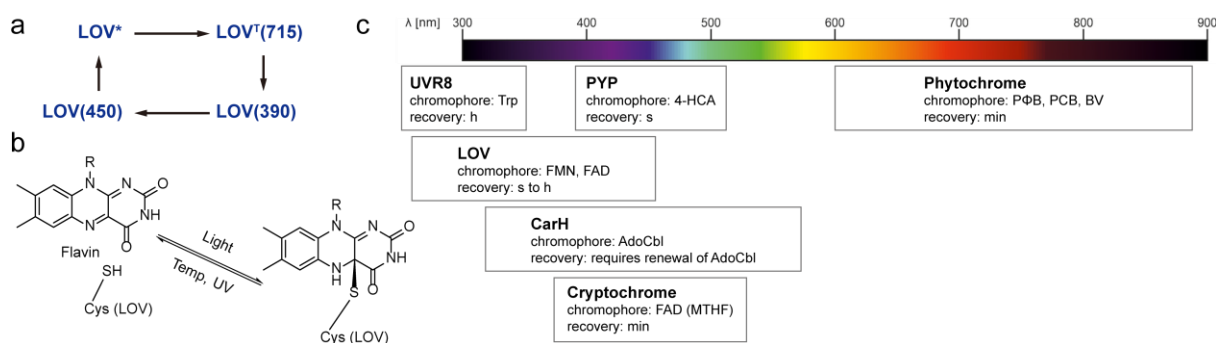 a
LOV* LOVᵀ(715)
LOV(450) LOV(390)
b
R
N N O
NH
N
O
Flavin
SH
Cys (LOV)
Light
Temp, UV
R
N N O
NH
N
H
O
S
Cys (LOV)
c
λ [nm] 300 400 500 600 700 800 900
UVR8
chromophore: Trp
recovery: h
PYP
chromophore: 4-HCA
recovery: s
Phytochrome
chromophore: PΦB, PCB, BV
recovery: min
LOV
chromophore: FMN, FAD
recovery: s to h
CarH
chromophore: AdoCbl
recovery: requires renewal of AdoCbl
Cryptochrome
chromophore: FAD (MTHF)
recovery: min